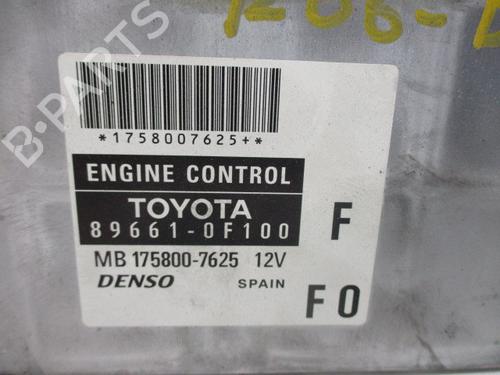 B-PARTS
*1758007625+*
ENGINE CONTROL
TOYOTA
89661-0F100
F
MB 175800-7625 12V
DENSO SPAIN
F0